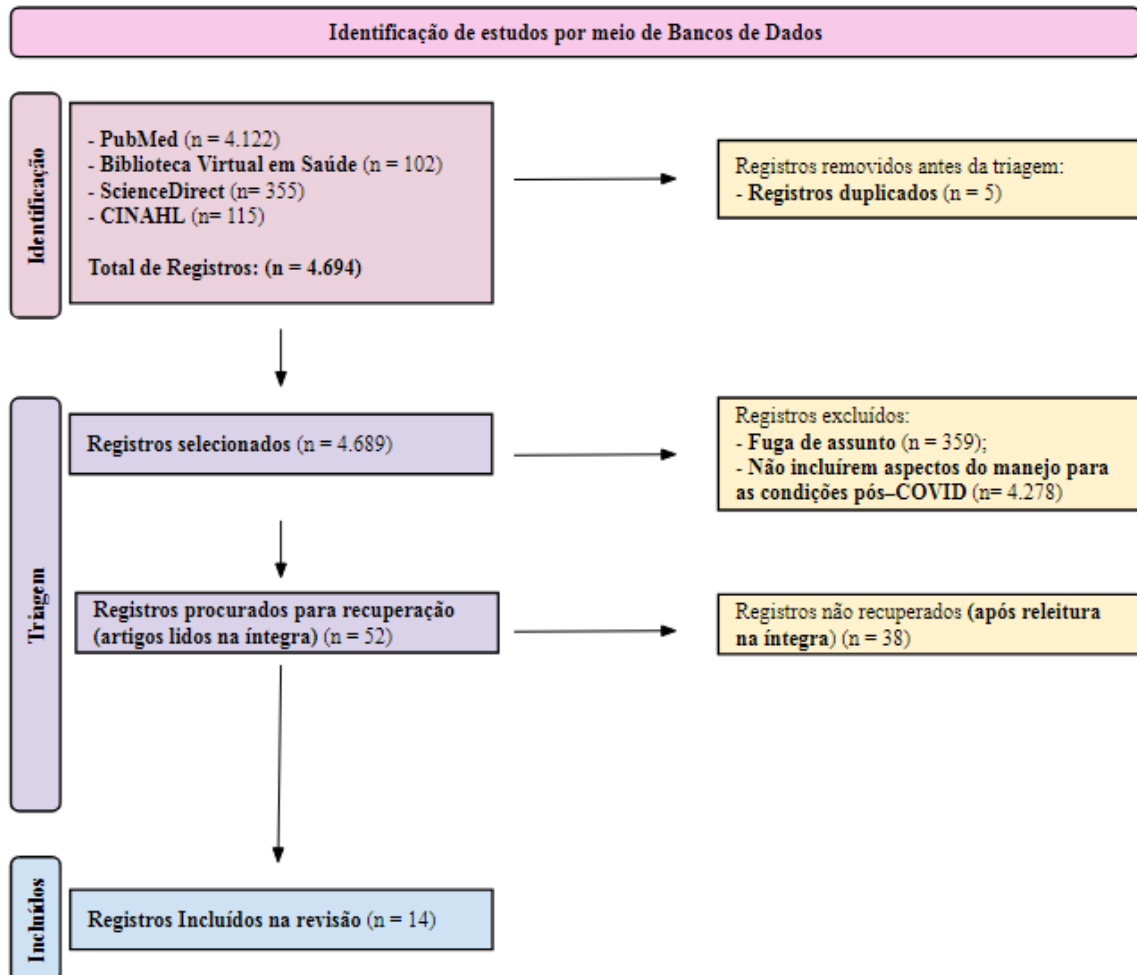 Identificação de estudos por meio de Bancos de Dados
Identificação
- PubMed (n = 4.122)
- Biblioteca Virtual em Saúde (n = 102)
- ScienceDirect (n= 355)
- CINAHL (n= 115)
Total de Registros: (n = 4.694)
Registros removidos antes da triagem:
- Registros duplicados (n = 5)
Triagem
Registros selecionados (n = 4.689)
Registros excluídos:
- Fuga de assunto (n = 359);
- Não incluírem aspectos do manejo para
as condições pós–COVID (n= 4.278)
Registros procurados para recuperação
(artigos lidos na íntegra) (n = 52)
Registros não recuperados (após releitura
na íntegra) (n = 38)
Incluídos
Registros Incluídos na revisão (n = 14)